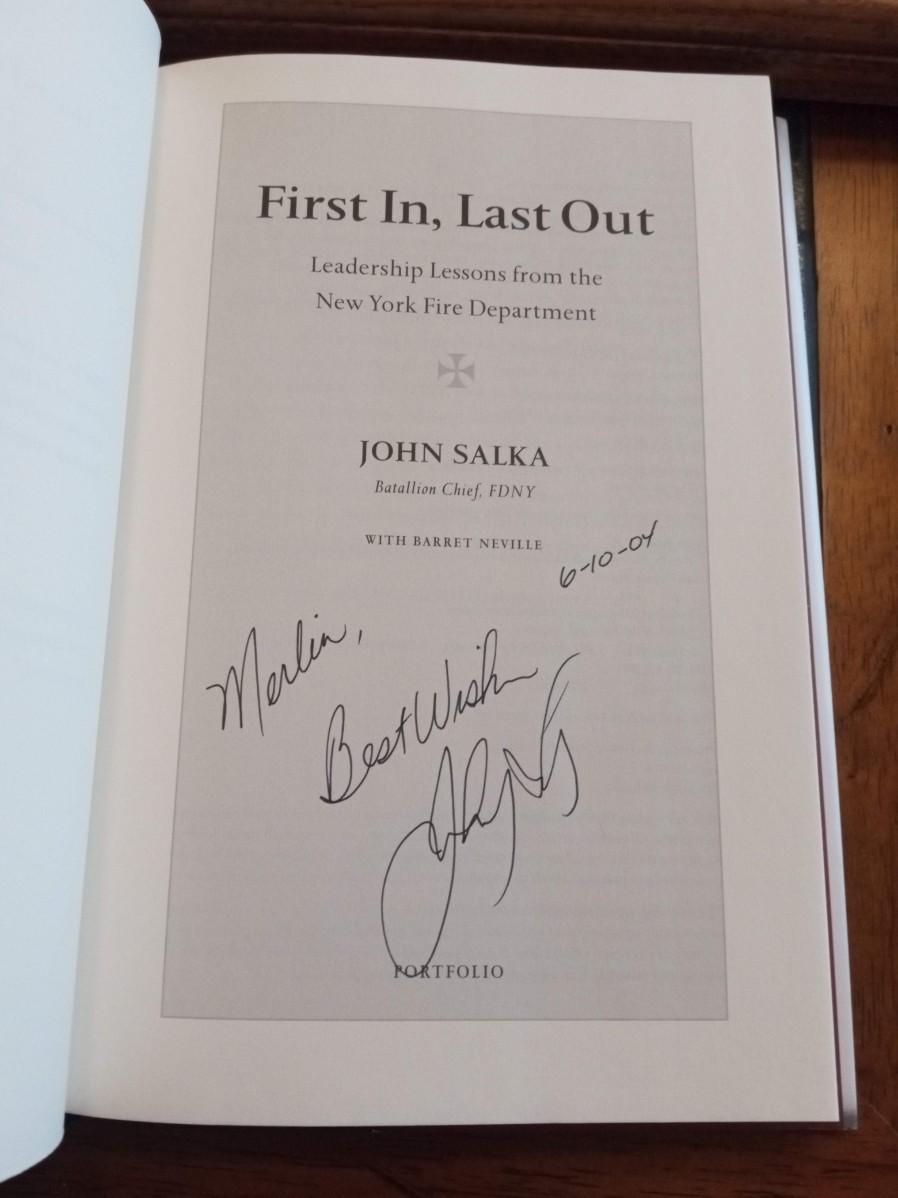 First In, Last Out
Leadership Lessons from the
New York Fire Department
JOHN SALKA
Batallion Chief, FDNY
WITH BARRET NEVILLE
6-10-04
Merlin,
Best Wishes
PORTFOLIO